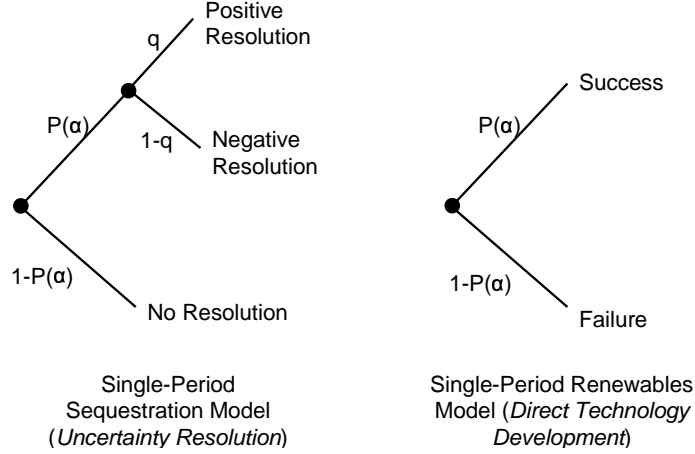 Positive
Resolution
q
P(α)
1-q
Negative
Resolution
1-P(α)
No Resolution
Single-Period
Sequestration Model
(Uncertainty Resolution)
Success
P(α)
1-P(α)
Failure
Single-Period Renewables
Model (Direct Technology
Development)